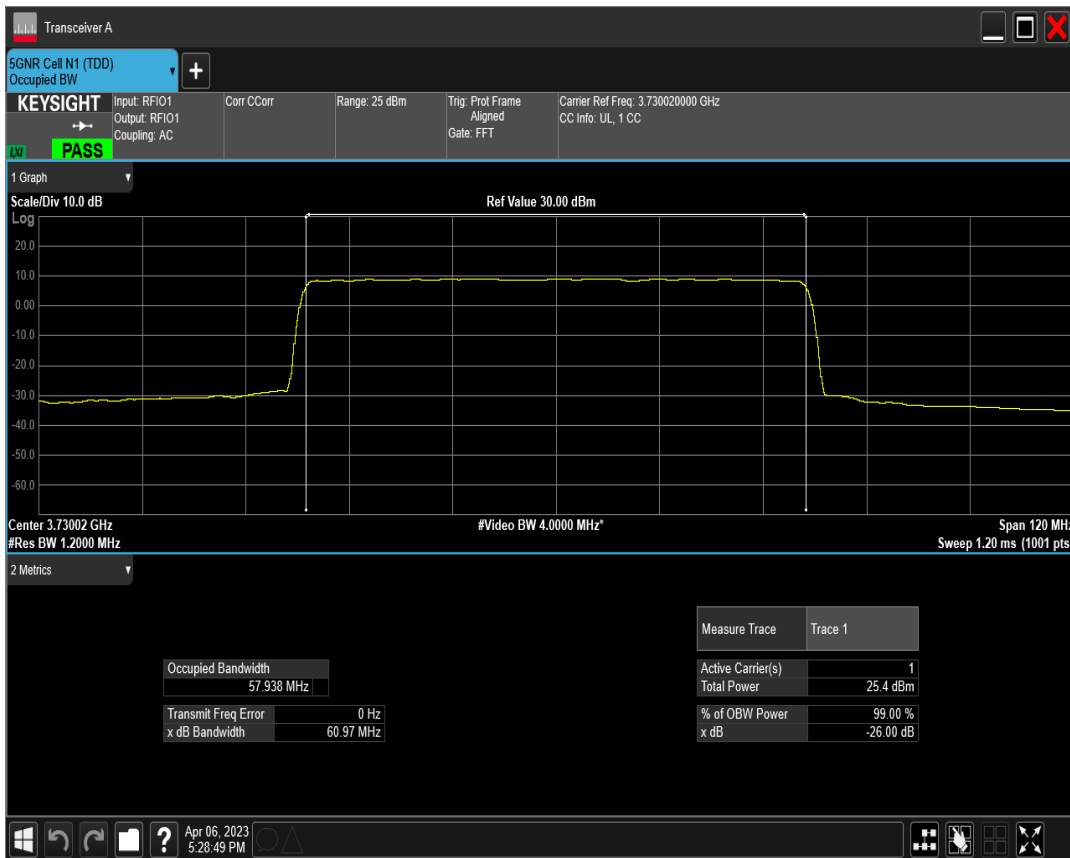 Transceiver A
5GNR Cell N1 (TDD)
Occupied BW
+
KEYSIGHT
LXI
PASS
Input: RFIO1
Output: RFIO1
Coupling: AC
Corr CCorr
Range: 25 dBm
Trig: Prot Frame
Aligned
Gate: FFT
Carrier Ref Freq: 3.730020000 GHz
CC Info: UL, 1 CC
1 Graph
Scale/Div 10.0 dB
Ref Value 30.00 dBm
Log
20.0
10.0
0.00
-10.0
-20.0
-30.0
-40.0
-50.0
-60.0
Center 3.73002 GHz
#Video BW 4.0000 MHz*
Span 120 MHz
#Res BW 1.2000 MHz
Sweep 1.20 ms (1001 pts
2 Metrics
Measure Trace Trace 1
Occupied Bandwidth
57.938 MHz
Active Carrier(s) 1
Total Power 25.4 dBm
Transmit Freq Error 0 Hz
x dB Bandwidth 60.97 MHz
% of OBW Power 99.00 %
x dB -26.00 dB
?
Apr 06, 2023
5:28:49 PM